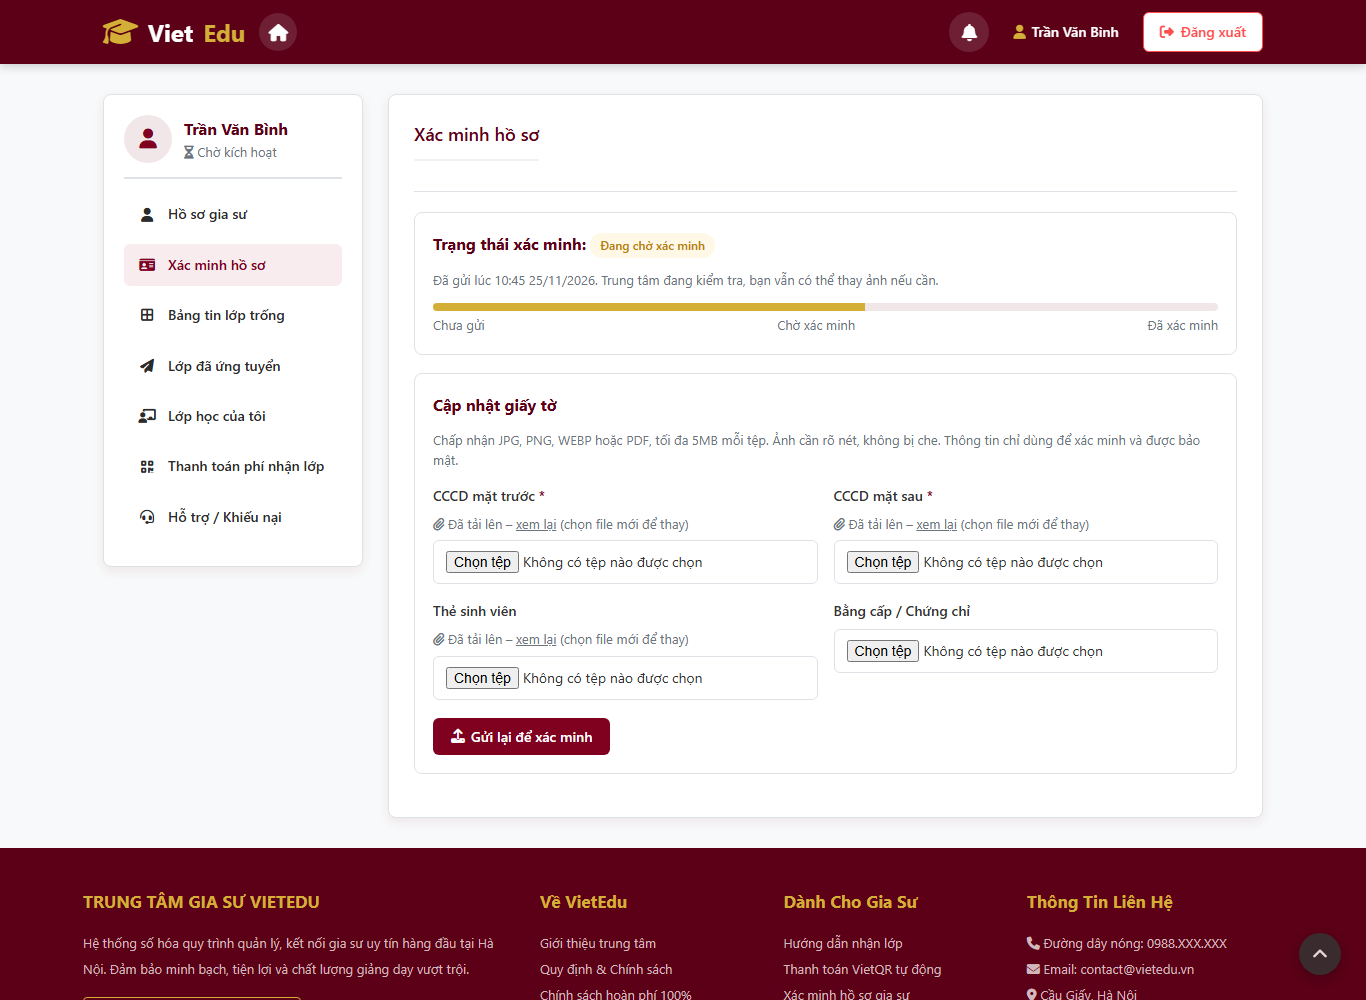 Viet Edu
Trần Văn Bình
Đăng xuất
Trần Văn Bình
Chờ kích hoạt
Hồ sơ gia sư
Xác minh hồ sơ
Bảng tin lớp trống
Lớp đã ứng tuyển
Lớp học của tôi
Thanh toán phí nhận lớp
Hỗ trợ / Khiếu nại
Xác minh hồ sơ
Trạng thái xác minh: Đang chờ xác minh
Đã gửi lúc 10:45 25/11/2026. Trung tâm đang kiểm tra, bạn vẫn có thể thay ảnh nếu cần.
Chưa gửi
Chờ xác minh
Đã xác minh
Cập nhật giấy tờ
Chấp nhận JPG, PNG, WEBP hoặc PDF, tối đa 5MB mỗi tệp. Ảnh cần rõ nét, không bị che. Thông tin chỉ dùng để xác minh và được bảo
mật.
CCCD mặt trước *
Đã tải lên – xem lại (chọn file mới để thay)
Chọn tệp Không có tệp nào được chọn
CCCD mặt sau *
Đã tải lên – xem lại (chọn file mới để thay)
Chọn tệp Không có tệp nào được chọn
Thẻ sinh viên
Đã tải lên – xem lại (chọn file mới để thay)
Chọn tệp Không có tệp nào được chọn
Bằng cấp / Chứng chỉ
Chọn tệp Không có tệp nào được chọn
Gửi lại để xác minh
TRUNG TÂM GIA SƯ VIETEDU
Hệ thống số hóa quy trình quản lý, kết nối gia sư uy tín hàng đầu tại Hà
Nội. Đảm bảo minh bạch, tiện lợi và chất lượng giảng dạy vượt trội.
Về VietEdu
Giới thiệu trung tâm
Quy định & Chính sách
Chính sách hoàn phí 100%
Dành Cho Gia Sư
Hướng dẫn nhận lớp
Thanh toán VietQR tự động
Xác minh hồ sơ gia sư
Thông Tin Liên Hệ
Đường dây nóng: 0988.XXX.XXX
Email: contact@vietedu.vn
Cầu Giấy, Hà Nội